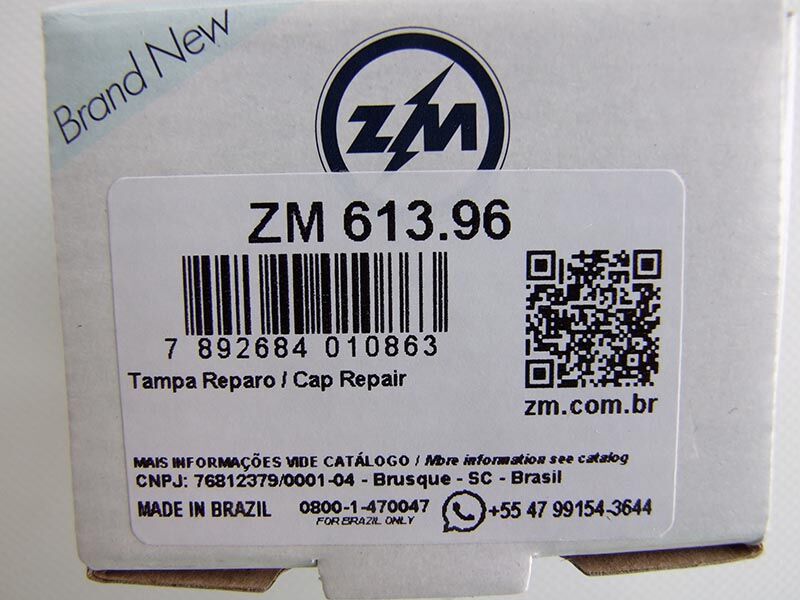 Brand New
ZM
ZM 613.96
7 892684 010863
Tampa Reparo / Cap Repair
zm.com.br
MAIS INFORMAÇÕES VIDE CATÁLOGO / More information see catalog
CNPJ: 76812379/0001-04 - Brusque - SC - Brasil
MADE IN BRAZIL 0800-1-470047 +55 47 99154-3644
FOR BRAZIL ONLY